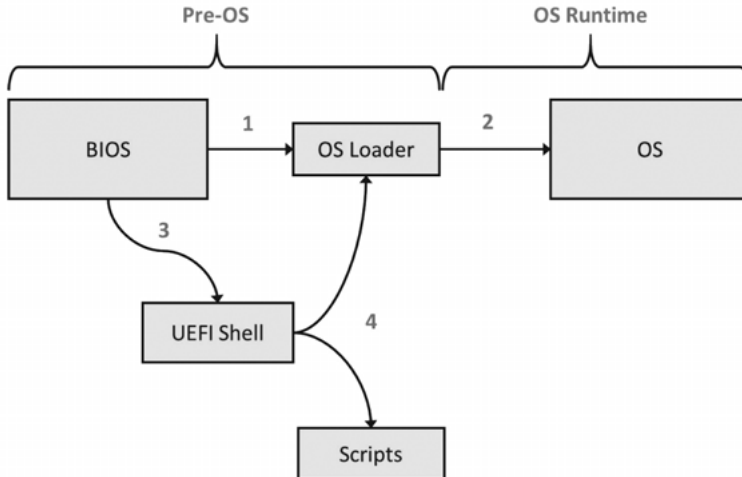 Pre-OS
OS Runtime
BIOS
1
OS Loader
2
OS
3
UEFI Shell
4
Scripts